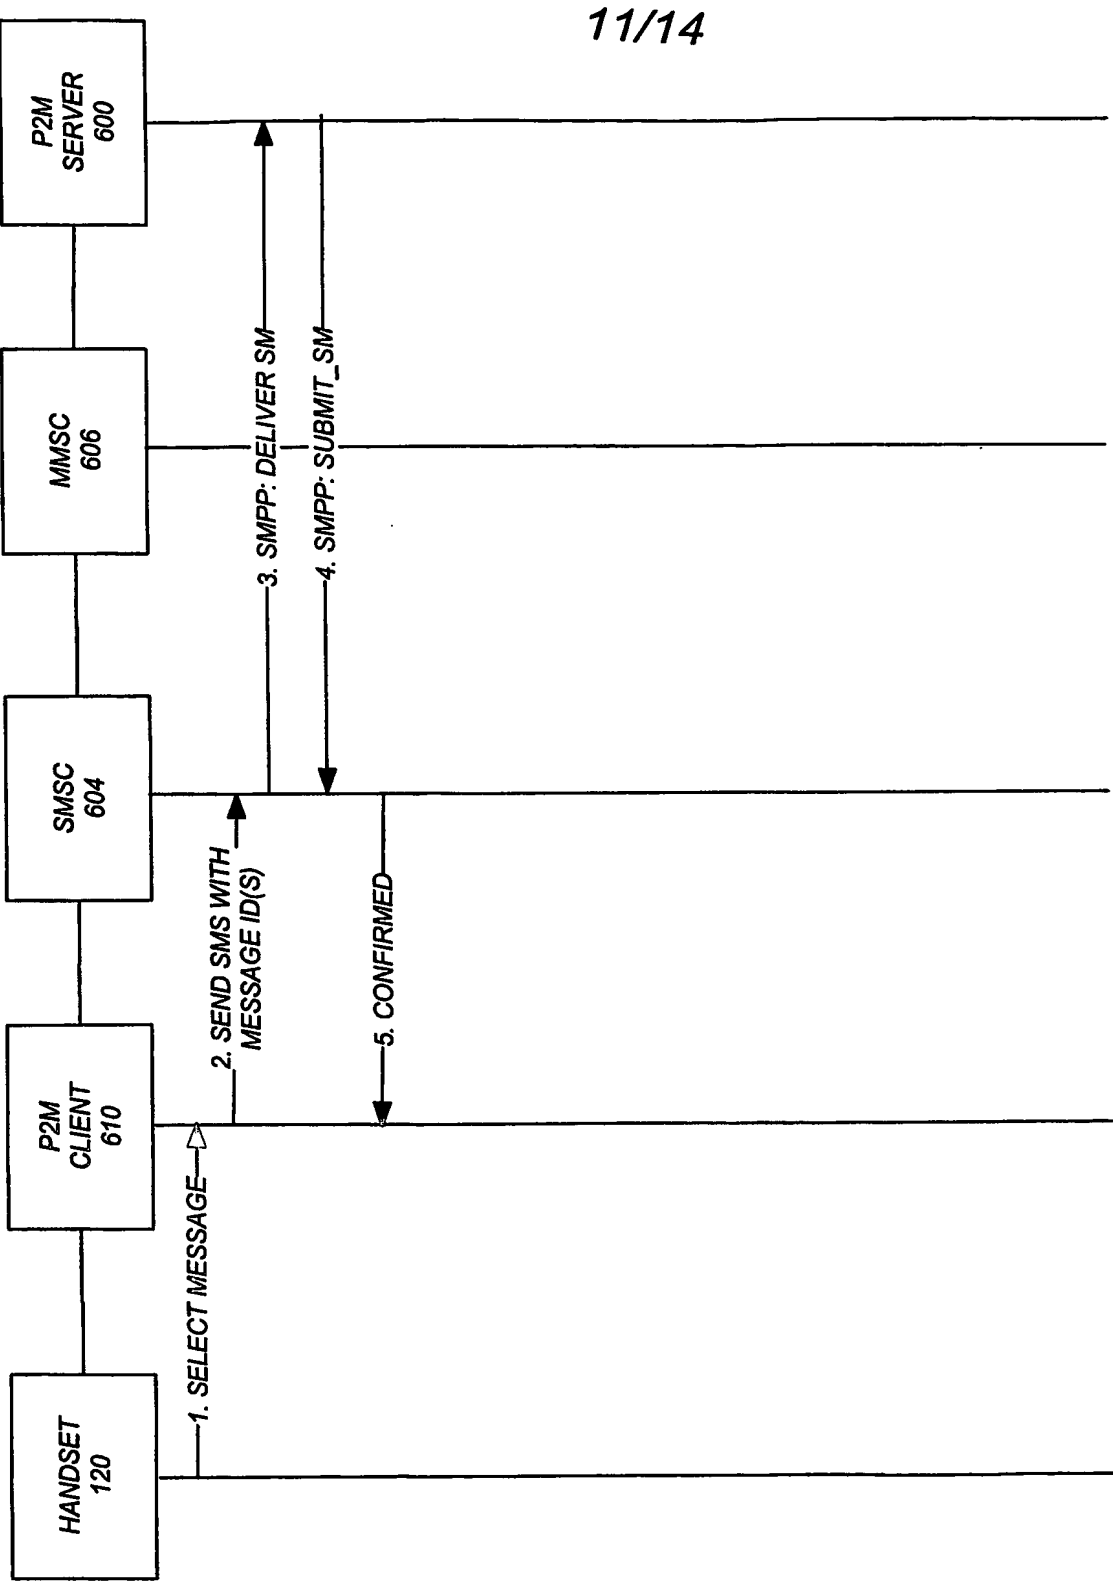 11/14
HANDSET
120
P2M
CLIENT
610
SMSC
604
MMSC
606
P2M
SERVER
600
1. SELECT MESSAGE
2. SEND SMS WITH
MESSAGE ID(S)
3. SMPP: DELIVER SM
4. SMPP: SUBMIT_SM
5. CONFIRMED